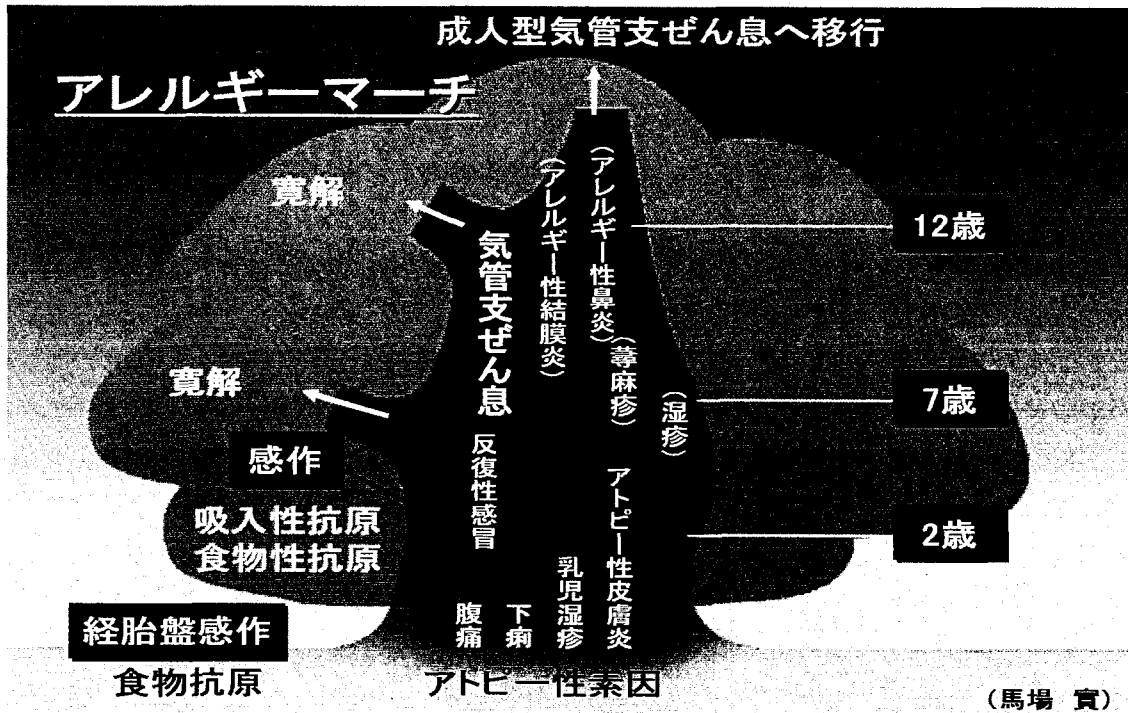 成人型気管支ぜん息へ移行
アレルギーマーチ
寛解
気管支ぜん息
(アレルギー性結膜炎)
(アレルギー性鼻炎)
12歳
寛解
(蕁麻疹)
(湿疹)
7歳
感作
吸入性抗原
食物性抗原
反復性感冒
アトピー性皮膚炎
2歳
腹痛
下痢
乳児湿疹
経胎盤感作
食物抗原
アトピー性素因
(馬場 實)